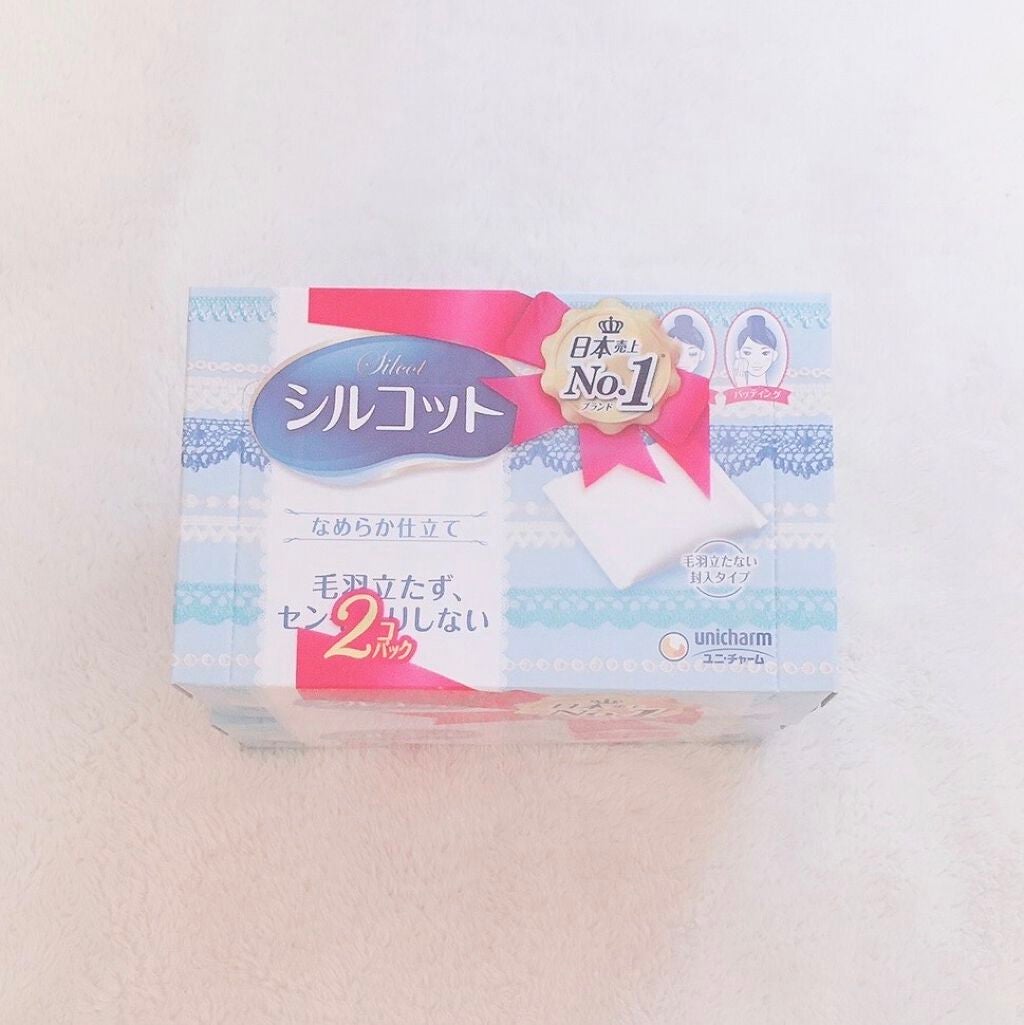 Silcot
シルコット
日本売上
No.1
ブランド
パッティング
なめらか仕立て
毛羽立たず、
しない
2コ
パック
毛羽立たない
封入タイプ
unicharm
ユニ・チャーム